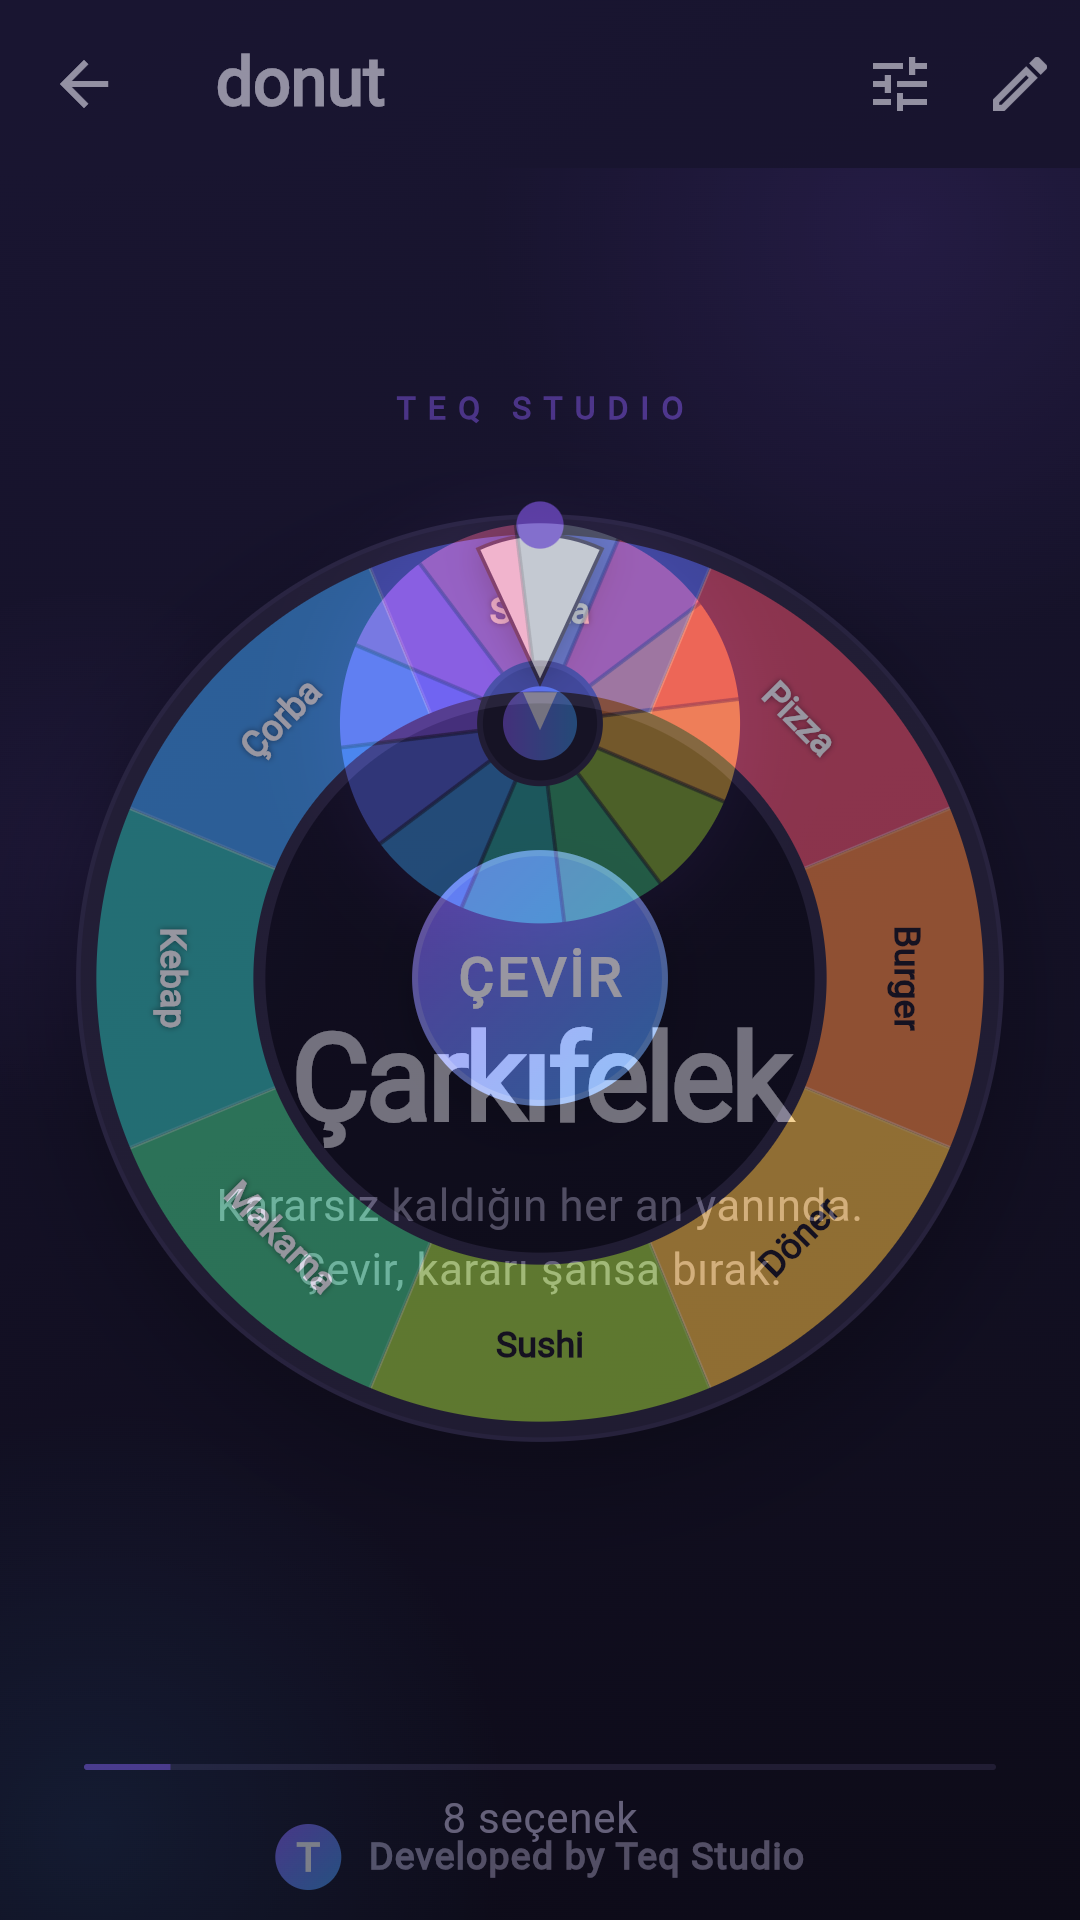 donut
TEQ STUDIO
Pizza
Çorba
Burger
Kebap
ÇEVİR
Çarkıfelek
Kararsız kaldığın her an yanında.
Makarna
Döner
Çevir, kararı şansa bırak.
Sushi
8 seçenek
T Developed by Teq Studio